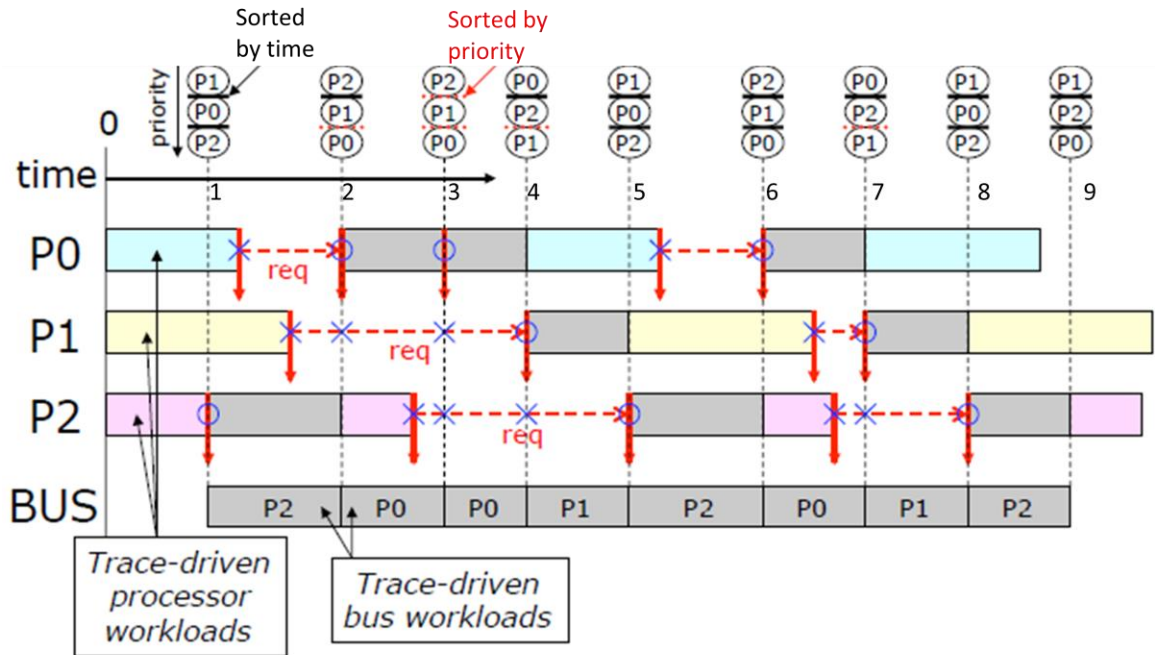 Sorted
by time
Sorted by
priority
P1 P2 P2 P0 P1 P2 P0 P1 P1
P0 P1 P1 P2 P0 P1 P2 P0 P2
P2 P0 P0 P1 P2 P0 P1 P2 P0
priority
0
time
1 2 3 4 5 6 7 8 9
P0
req
P1
req
P2
req
BUS
P2 P0 P0 P1 P2 P0 P1 P2
Trace-driven
processor
workloads
Trace-driven
bus workloads